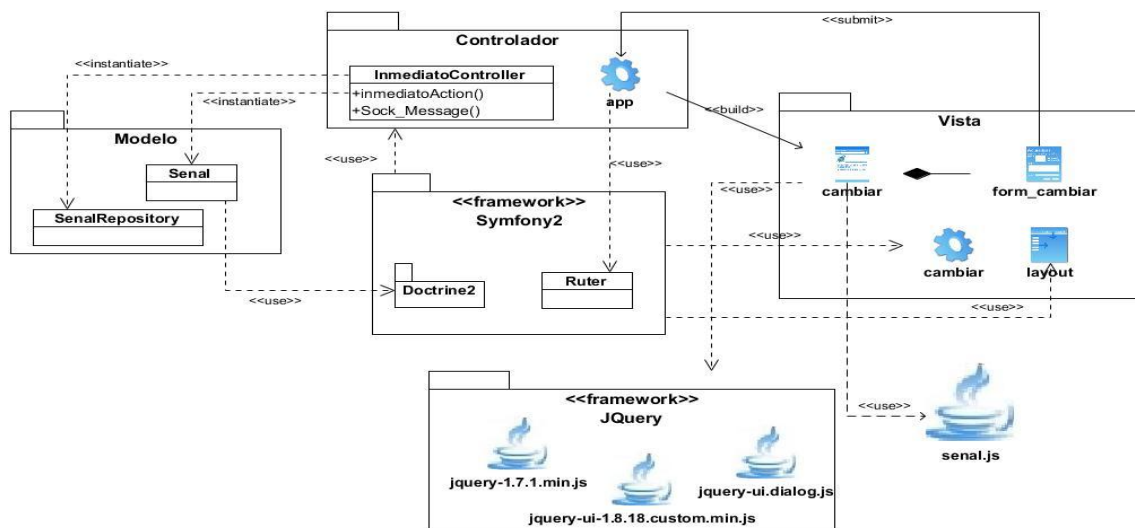 <<submit>>
Controlador
<<instantiate>>
InmediatoController
+inmediatoAction()
+Sock_Message()
app
<<instantiate>>
<<build>>
Modelo
Vista
Senal
SenalRepository
<<use>>
<<use>>
<<use>>
cambiar
form_cambiar
<<framework>>
Symfony2
<<use>>
cambiar
layout
Doctrine2
Ruter
<<use>>
<<use>>
<<framework>>
JQuery
<<use>>
senal.js
jquery-1.7.1.min.js
jquery-ui.dialog.js
jquery-ui-1.8.18.custom.min.js